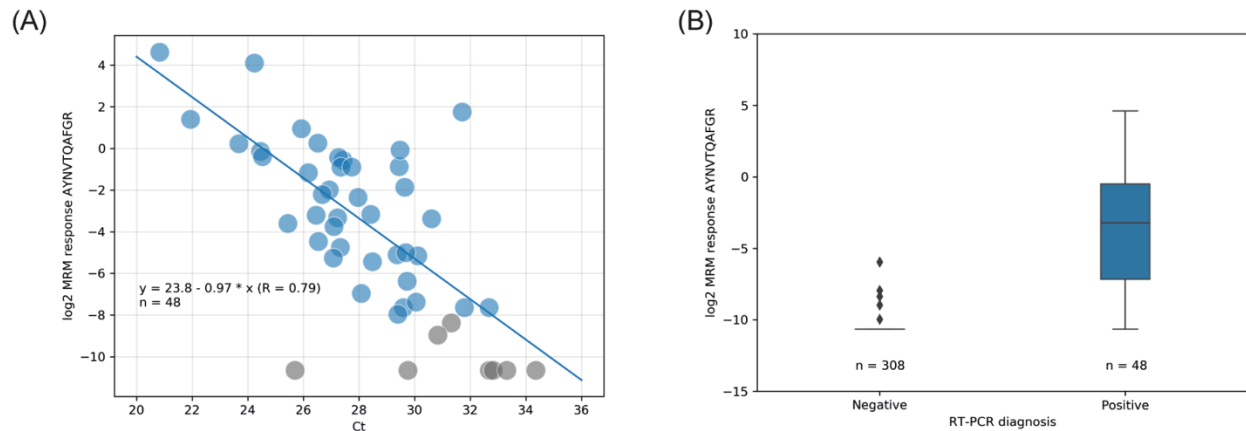 (A)
log2 MRM response AYNVTQAFGR
4
2
0
−2
−4
−6
−8
−10
y = 23.8 - 0.97 * x (R = 0.79)
n = 48
20 22 24 26 28 30 32 34 36
Ct
(B)
log2 MRM response AYNVTQAFGR
10
5
0
−5
−10
−15
n = 308
n = 48
Negative Positive
RT-PCR diagnosis